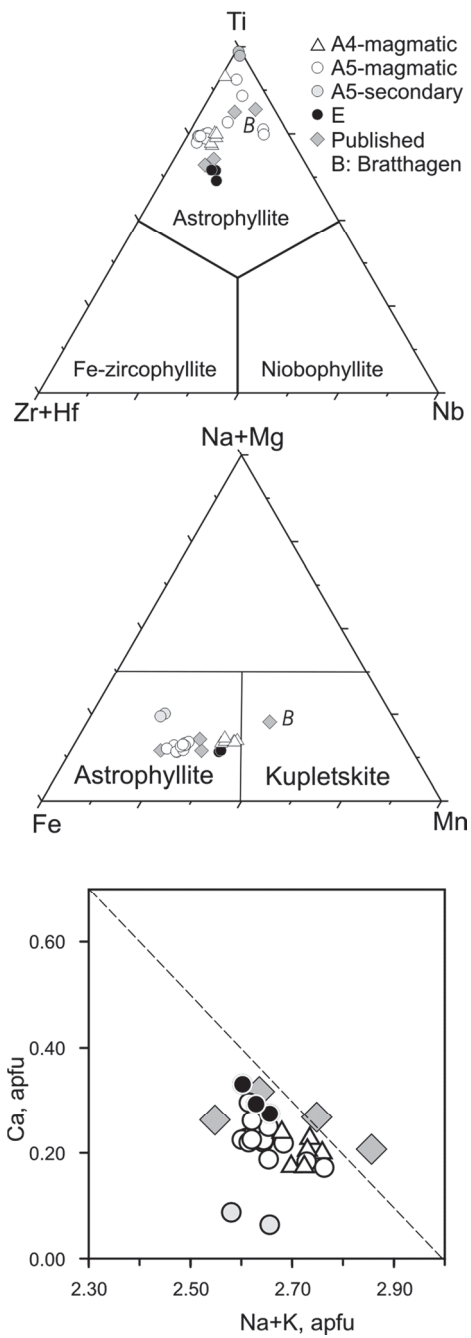 Ti
A4-magmatic
A5-magmatic
A5-secondary
E
Published
B: Bratthagen
B
Astrophyllite
Fe-zircophyllite
Niobophyllite
Zr+Hf
Nb
Na+Mg
B
Astrophyllite
Kupletskite
Fe
Mn
0.60
0.40
0.20
0.00
Ca, apfu
2.30
2.50
2.70
2.90
Na+K, apfu